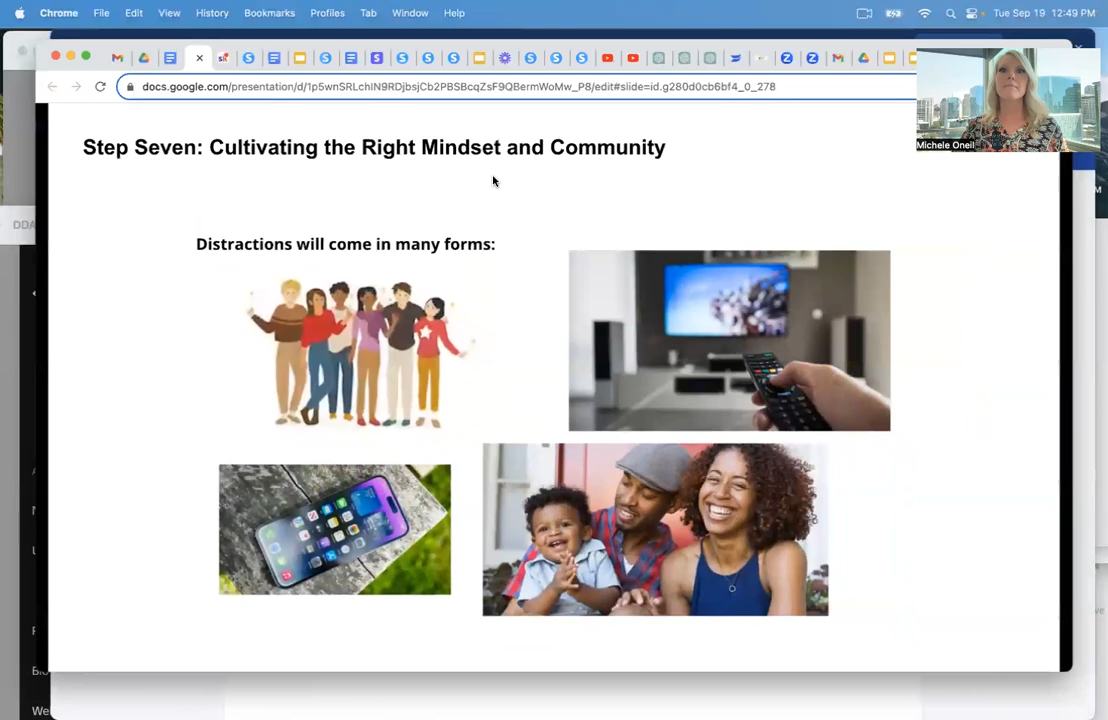 Chrome File Edit View History Bookmarks Profiles Tab Window Help Tue Sep 19 12:49 PM
docs.google.com/presentation/d/1p5wnSRLchIN9RDjbsjCb2PBSBcqZsF9QBermWoMw_P8/edit#slide=id.g280d0cb6bf4_0_278
Michele Oneil
Step Seven: Cultivating the Right Mindset and Community
Distractions will come in many forms: